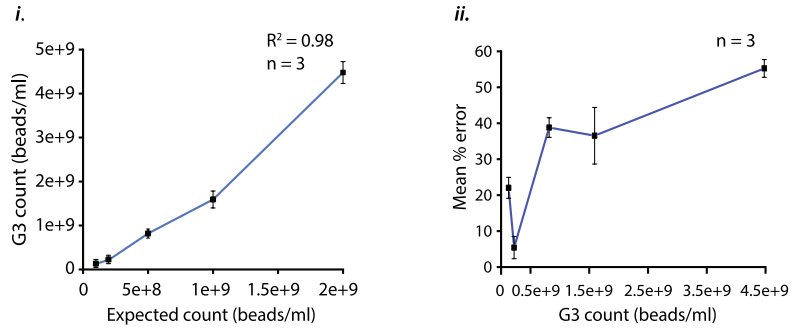 i.
R² = 0.98
n = 3
G3 count (beads/ml)
5e+9
4e+9
3e+9
2e+9
1e+9
0
0 5e+8 1e+9 1.5e+9 2e+9
Expected count (beads/ml)
ii.
n = 3
Mean % error
60
50
40
30
20
10
0
0 0.5e+9 1.5e+9 2.5e+9 3.5e+9 4.5e+9
G3 count (beads/ml)